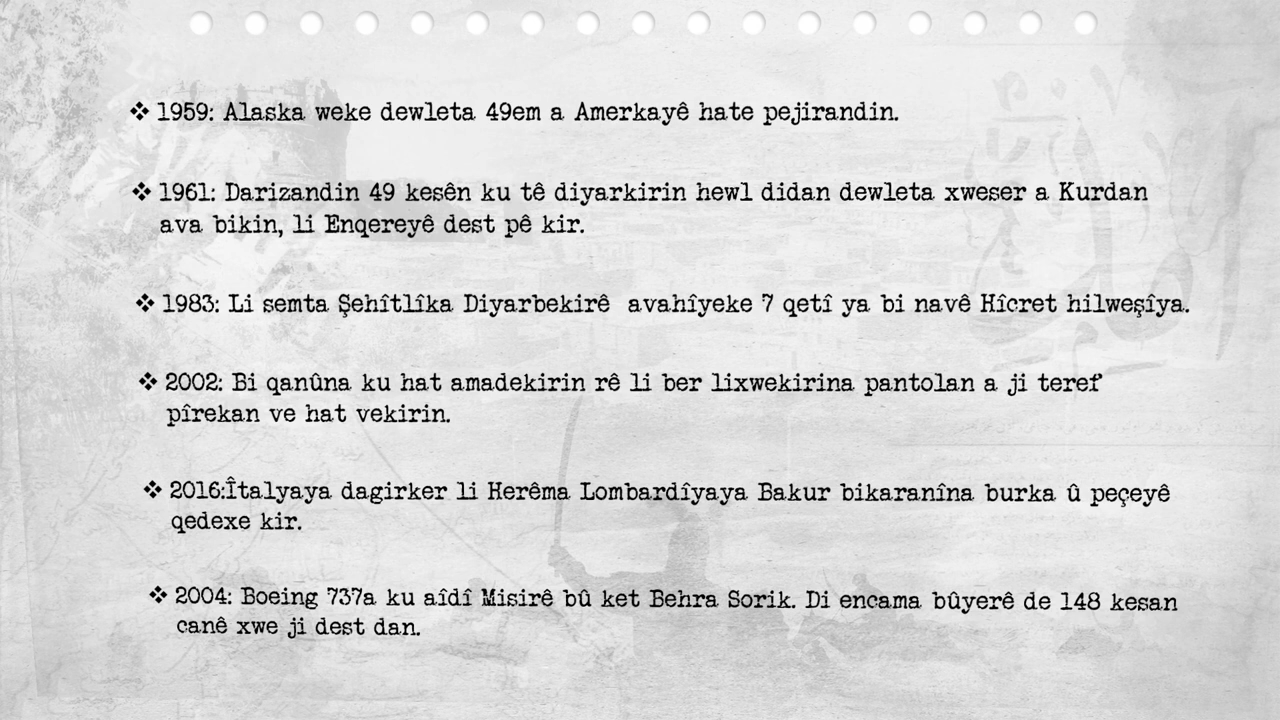 ❖ 1959: Alaska weke dewleta 49em a Amerkayê hate pejirandin.
❖ 1961: Darizandin 49 kesên ku tê diyarkirin hewl didan dewleta xweser a Kurdan
ava bikin, li Enqereyê dest pê kir.
❖ 1983: Li semta Şehîtlîka Diyarbekirê avahîyeke 7 qetî ya bi navê Hîcret hilweşîya.
❖ 2002: Bi qanûna ku hat amadekirin rê li ber lixwekirina pantolan a ji teref
pîrekan ve hat vekirin.
❖ 2016:Îtalyaya dagirker li Herêma Lombardîyaya Bakur bikaranîna burka û peçeyê
qedexe kir.
❖ 2004: Boeing 737a ku aîdî Misirê bû ket Behra Sorik. Di encama bûyerê de 148 kesan
canê xwe ji dest dan.